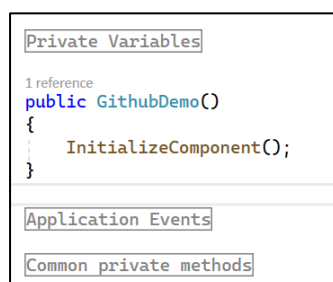 Private Variables
1 reference
public GithubDemo()
{
InitializeComponent();
}
Application Events
Common private methods